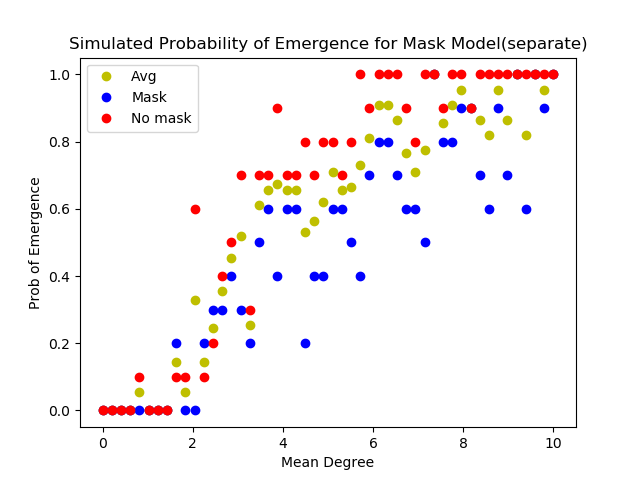 Simulated Probability of Emergence for Mask Model(separate)
Avg
Mask
No mask
1.0
0.8
0.6
0.4
0.2
0.0
Prob of Emergence
0 2 4 6 8 10
Mean Degree